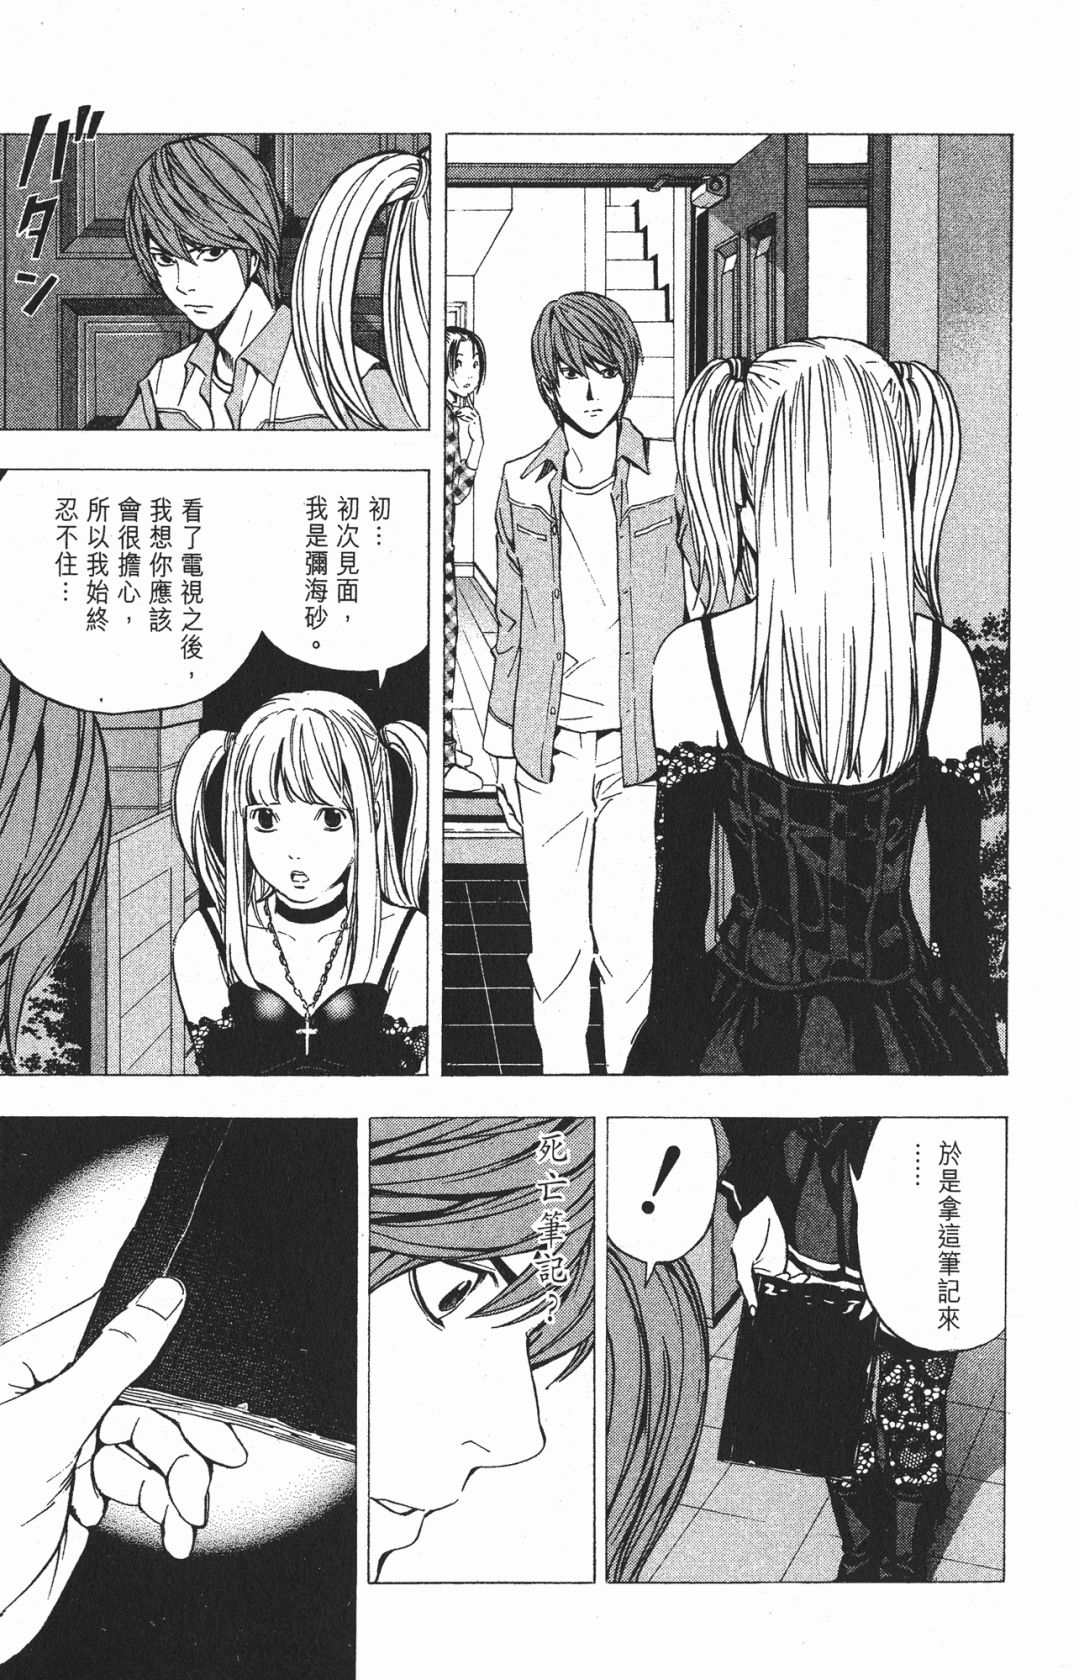 バタン
初…
初次見面，
我是彌海砂。
看了電視之後，
我想你應該
會很擔心，
所以我始終
忍不住…
於是拿這筆記來
……
！
死亡筆記？